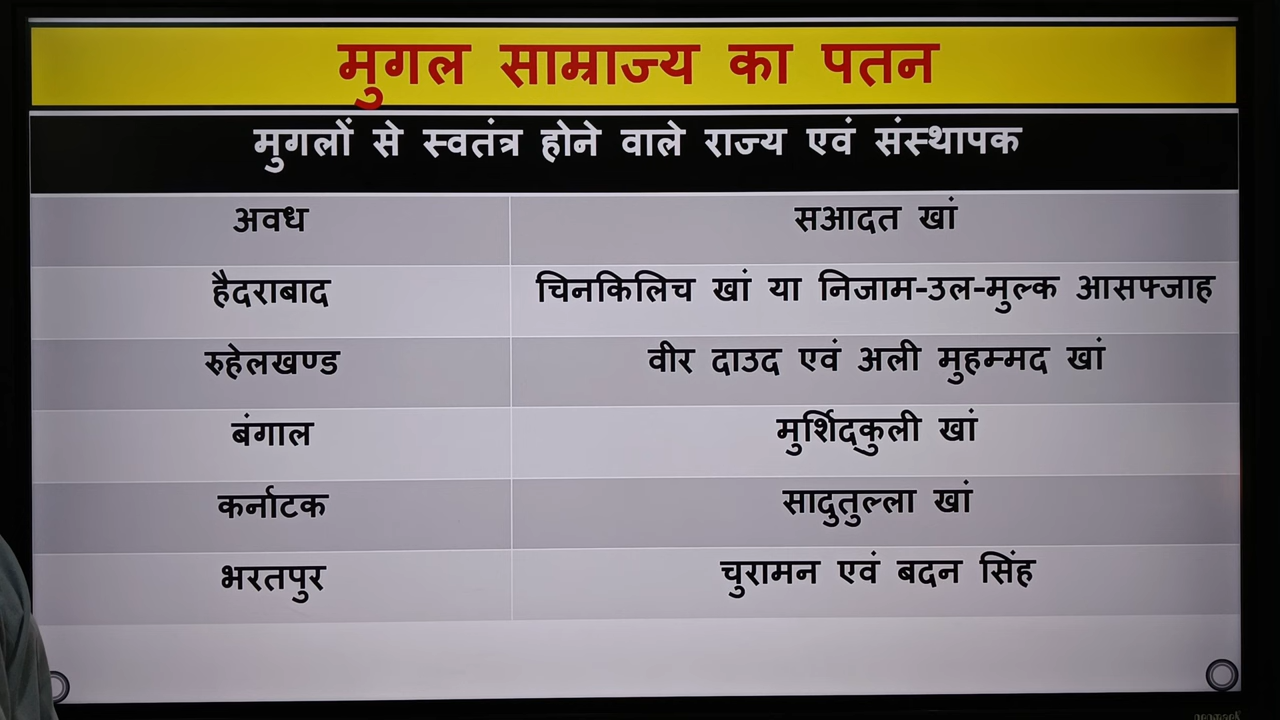 मुगल साम्राज्य का पतन
मुगलों से स्वतंत्र होने वाले राज्य एवं संस्थापक
अवध सआदत खां
हैदराबाद चिनकिलिच खां या निजाम-उल-मुल्क आसफ्जाह
रुहेलखण्ड वीर दाउद एवं अली मुहम्मद खां
बंगाल मुर्शिद्कुली खां
कर्नाटक सादुतुल्ला खां
भरतपुर चुरामन एवं बदन सिंह